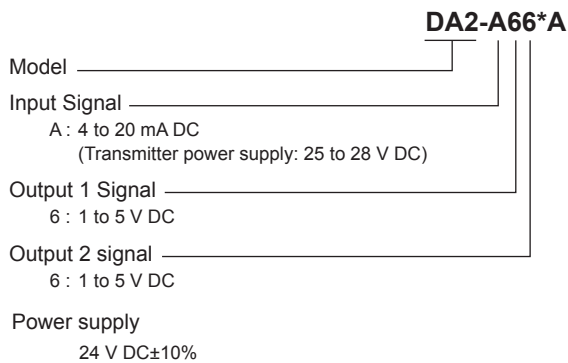 DA2-A66*A
Model
Input Signal
A : 4 to 20 mA DC
(Transmitter power supply: 25 to 28 V DC)
Output 1 Signal
6 : 1 to 5 V DC
Output 2 signal
6 : 1 to 5 V DC
Power supply
24 V DC±10%